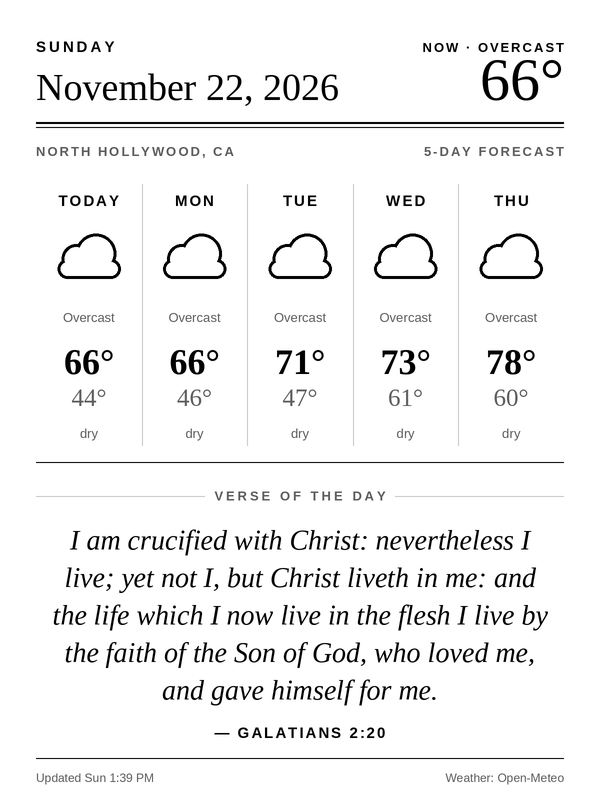 SUNDAY
NOW · OVERCAST
November 22, 2026
66°
NORTH HOLLYWOOD, CA
5-DAY FORECAST
TODAY
MON
TUE
WED
THU
Overcast
Overcast
Overcast
Overcast
Overcast
66°
66°
71°
73°
78°
44°
46°
47°
61°
60°
dry
dry
dry
dry
dry
VERSE OF THE DAY
I am crucified with Christ: nevertheless I
live; yet not I, but Christ liveth in me: and
the life which I now live in the flesh I live by
the faith of the Son of God, who loved me,
and gave himself for me.
— GALATIANS 2:20
Updated Sun 1:39 PM
Weather: Open-Meteo